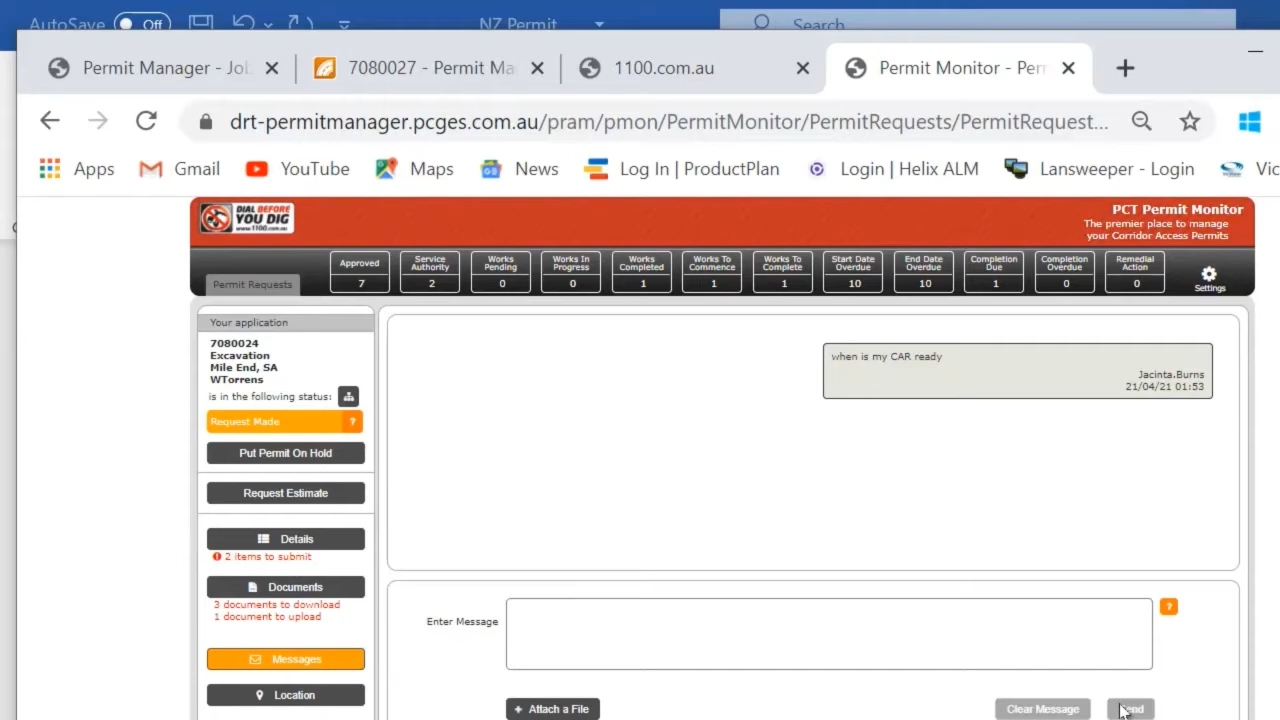 AutoSave Off NZ Permit Search
Permit Manager - Jol 7080027 - Permit Ma 1100.com.au Permit Monitor - Per
drt-permitmanager.pcges.com.au/pram/pmon/PermitMonitor/PermitRequests/PermitRequest...
Apps Gmail YouTube Maps News Log In | ProductPlan Login | Helix ALM Lansweeper - Login Vic
DIAL BEFORE
YOU DIG
www.1100.com.au
PCT Permit Monitor
The premier place to manage
your Corridor Access Permits
Permit Requests
Approved
7
Service
Authority
2
Works
Pending
0
Works In
Progress
0
Works
Completed
1
Works To
Commence
1
Works To
Complete
1
Start Date
Overdue
10
End Date
Overdue
10
Completion
Due
1
Completion
Overdue
0
Remedial
Action
0
Settings
Your application
7080024
Excavation
Mile End, SA
WTorrens
is in the following status:
Request Made ?
Put Permit On Hold
Request Estimate
Details
2 items to submit
Documents
3 documents to download
1 document to upload
Messages
Location
when is my CAR ready
Jacinta.Burns
21/04/21 01:53
Enter Message
?
+ Attach a File
Clear Message